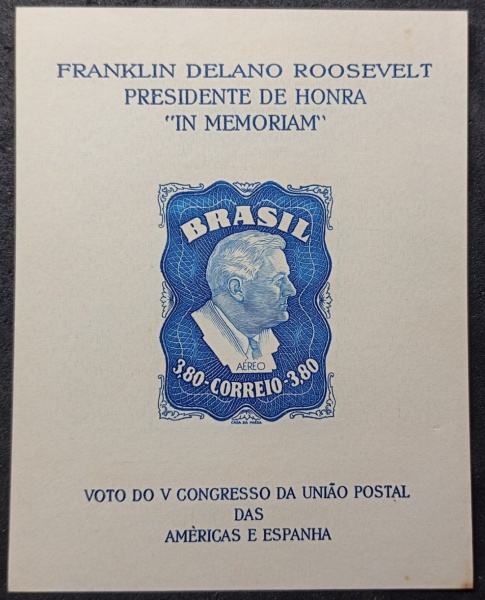 FRANKLIN DELANO ROOSEVELT
PRESIDENTE DE HONRA
"IN MEMORIAM"
BRASIL
AÉREO
3,80-CORREIO-3,80
CASA DA MOEDA
VOTO DO V CONGRESSO DA UNIÃO POSTAL
DAS
AMÈRICAS E ESPANHA